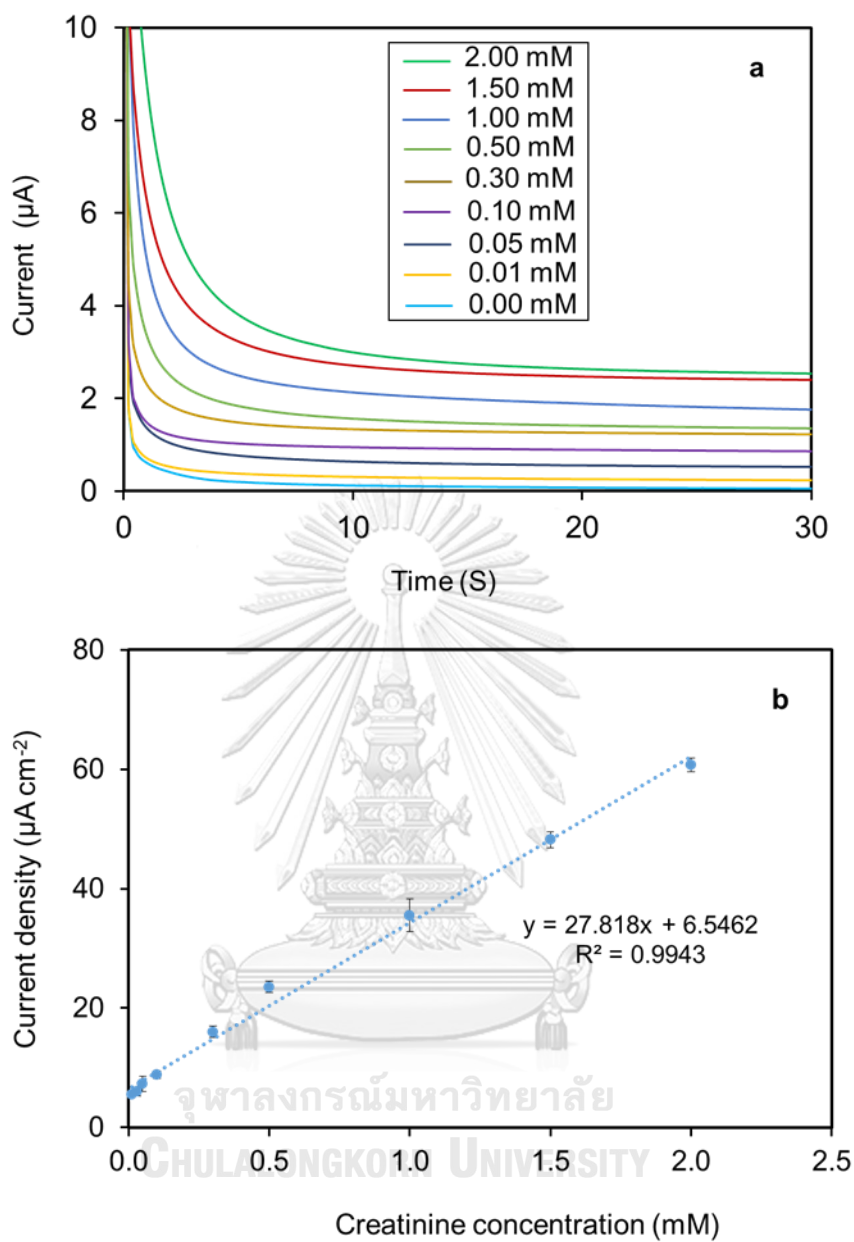 10
8
6
4
2
0
Current (µA)
a
2.00 mM
1.50 mM
1.00 mM
0.50 mM
0.30 mM
0.10 mM
0.05 mM
0.01 mM
0.00 mM
0 10 20 30
Time (S)
80
60
40
20
0
Current density (µA cm⁻²)
b
y = 27.818x + 6.5462
R² = 0.9943
จุฬาลงกรณ์มหาวิทยาลัย
CHULALONGKORN UNIVERSITY
0.0 0.5 1.0 1.5 2.0 2.5
Creatinine concentration (mM)